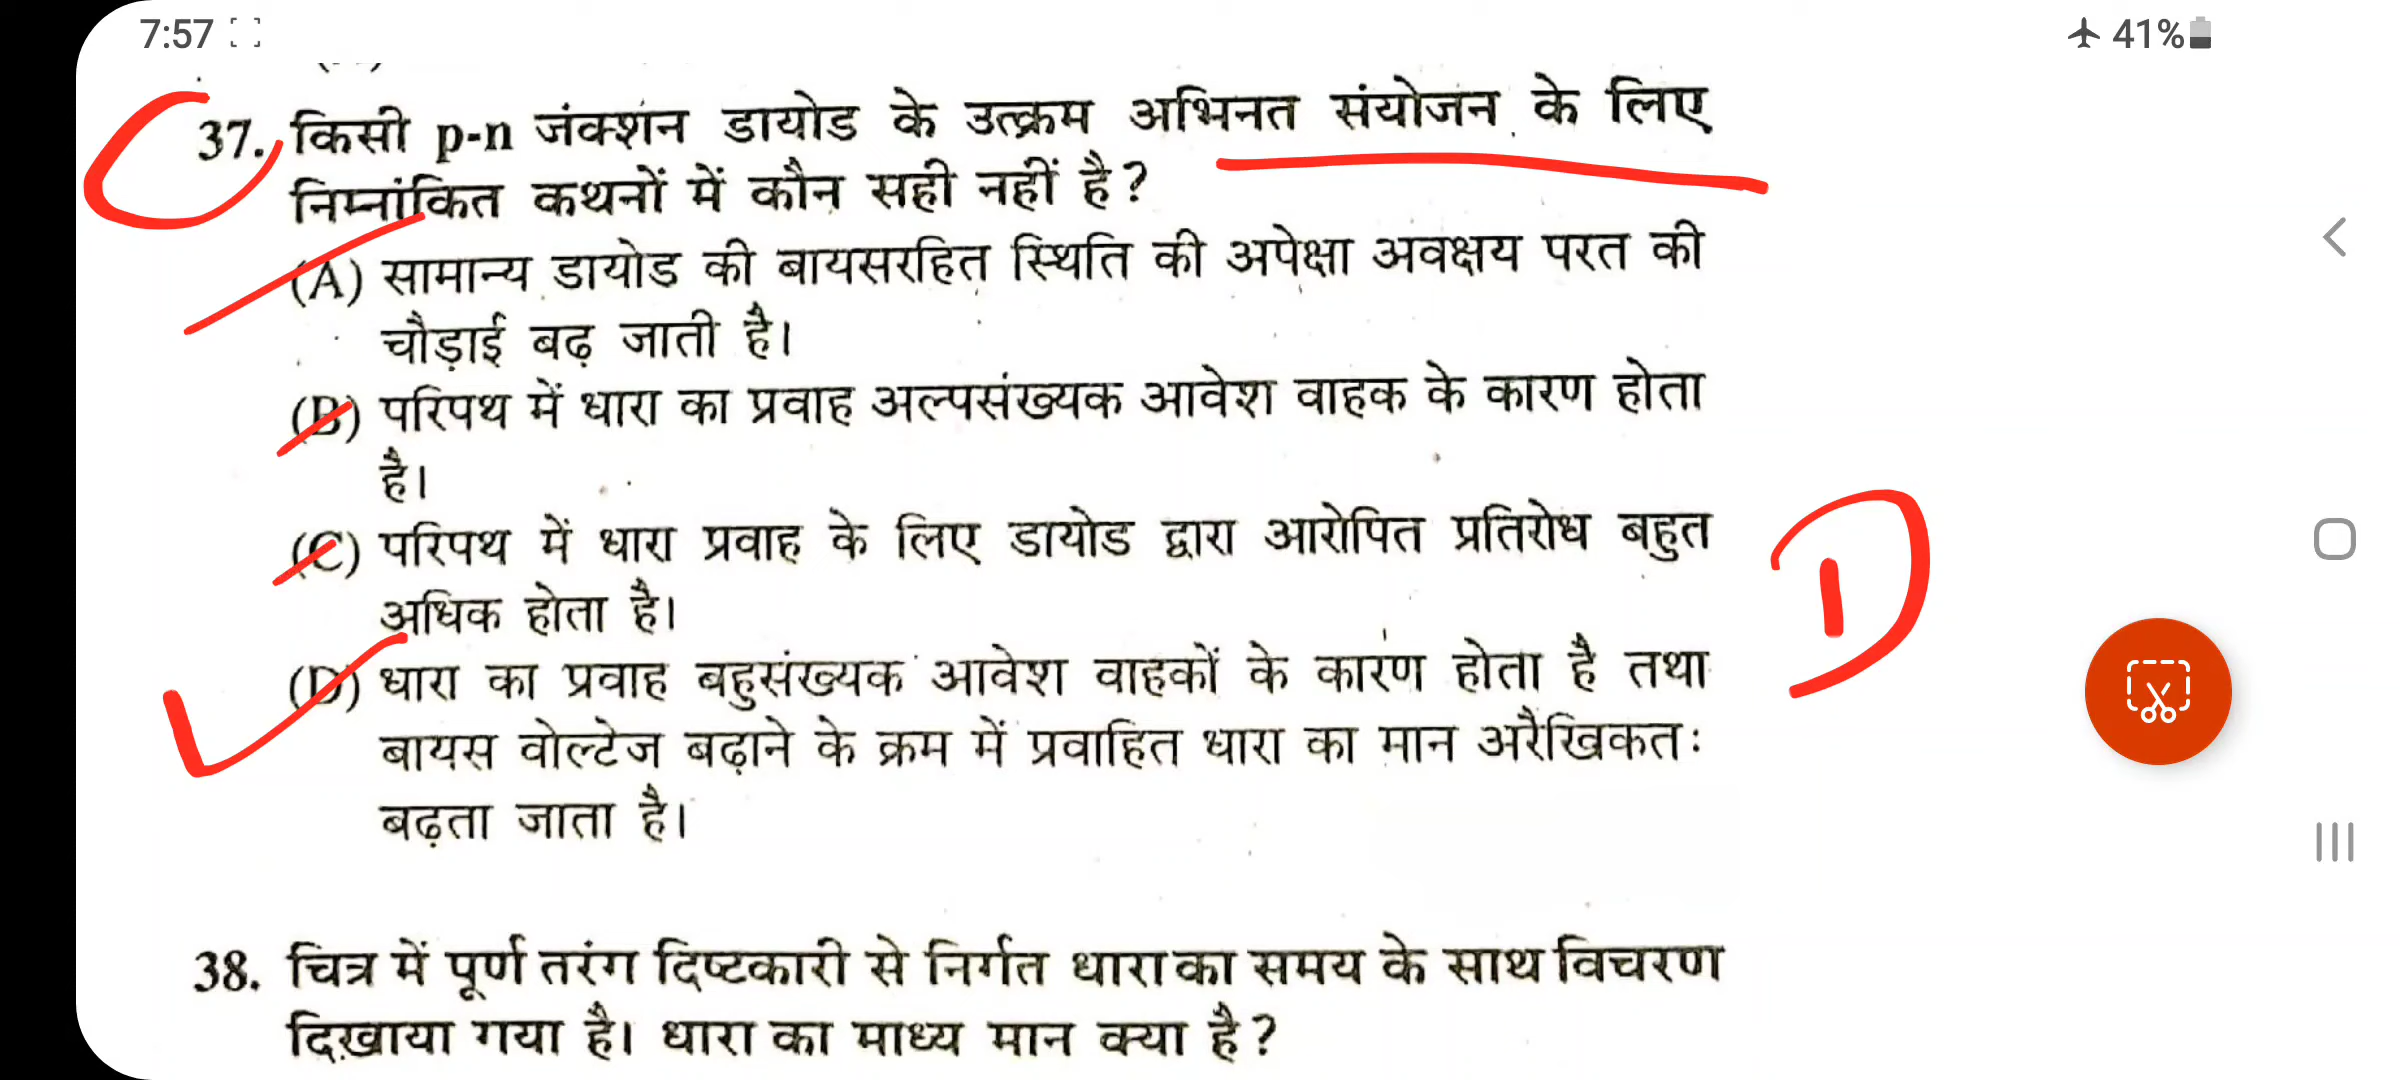 7:57
41%
37. किसी p-n जंक्शन डायोड के उत्क्रम अभिनत संयोजन के लिए
निम्नांकित कथनों में कौन सही नहीं है?
(A) सामान्य डायोड की बायसरहित स्थिति की अपेक्षा अवक्षय परत की
चौड़ाई बढ़ जाती है।
(B) परिपथ में धारा का प्रवाह अल्पसंख्यक आवेश वाहक के कारण होता
है।
(C) परिपथ में धारा प्रवाह के लिए डायोड द्वारा आरोपित प्रतिरोध बहुत
अधिक होता है।
D
(D) धारा का प्रवाह बहुसंख्यक आवेश वाहकों के कारण होता है तथा
बायस वोल्टेज बढ़ाने के क्रम में प्रवाहित धारा का मान अरैखिकतः
बढ़ता जाता है।
38. चित्र में पूर्ण तरंग दिष्टकारी से निर्गत धारा का समय के साथ विचरण
दिखाया गया है। धारा का माध्य मान क्या है?